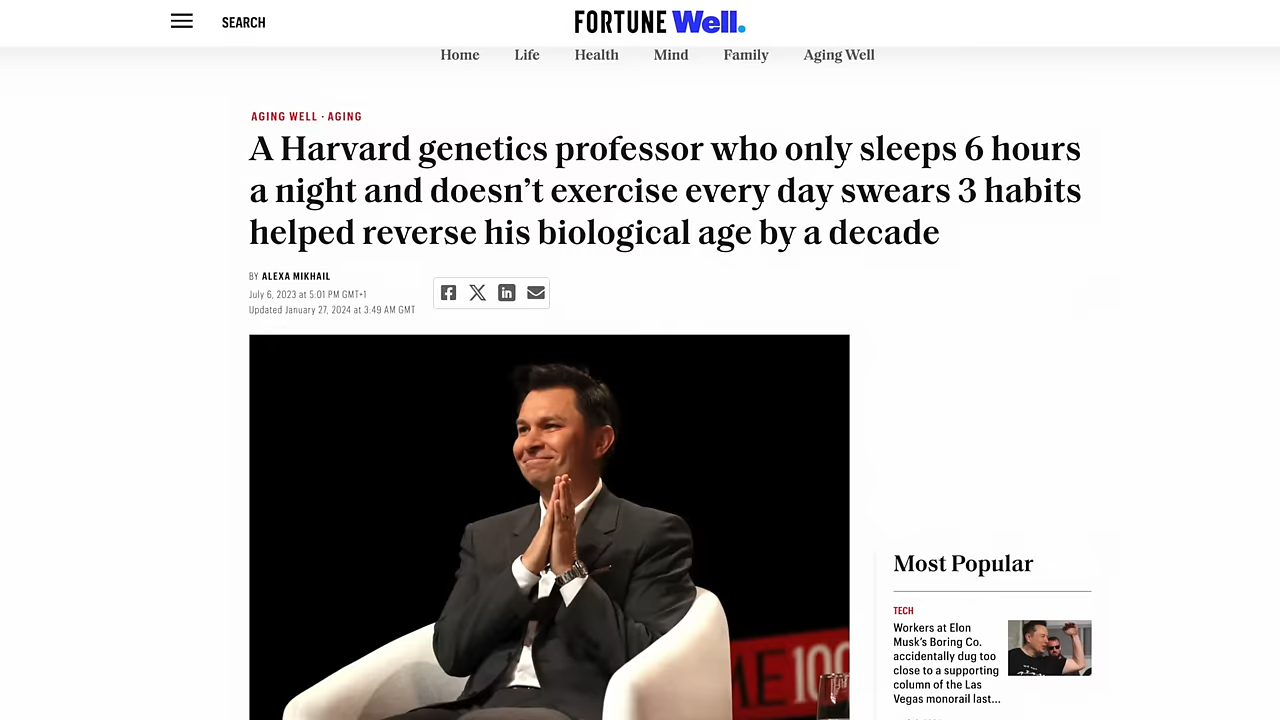 SEARCH
FORTUNE Well.
Home Life Health Mind Family Aging Well
AGING WELL · AGING
A Harvard genetics professor who only sleeps 6 hours
a night and doesn’t exercise every day swears 3 habits
helped reverse his biological age by a decade
BY ALEXA MIKHAIL
July 6, 2023 at 5:01 PM GMT+1
Updated January 27, 2024 at 3:49 AM GMT
Most Popular
TECH
Workers at Elon
Musk’s Boring Co.
accidentally dug too
close to a supporting
column of the Las
Vegas monorail last...